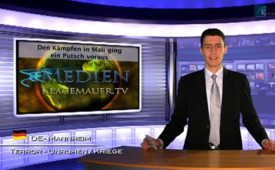 Den Kämpfen in Mali ging
ein Putsch voraus
MEDIEN
KLAGEMAUER.TV
DE- MANNHEIM
TERROR - UNRUHEN/KRIEGE